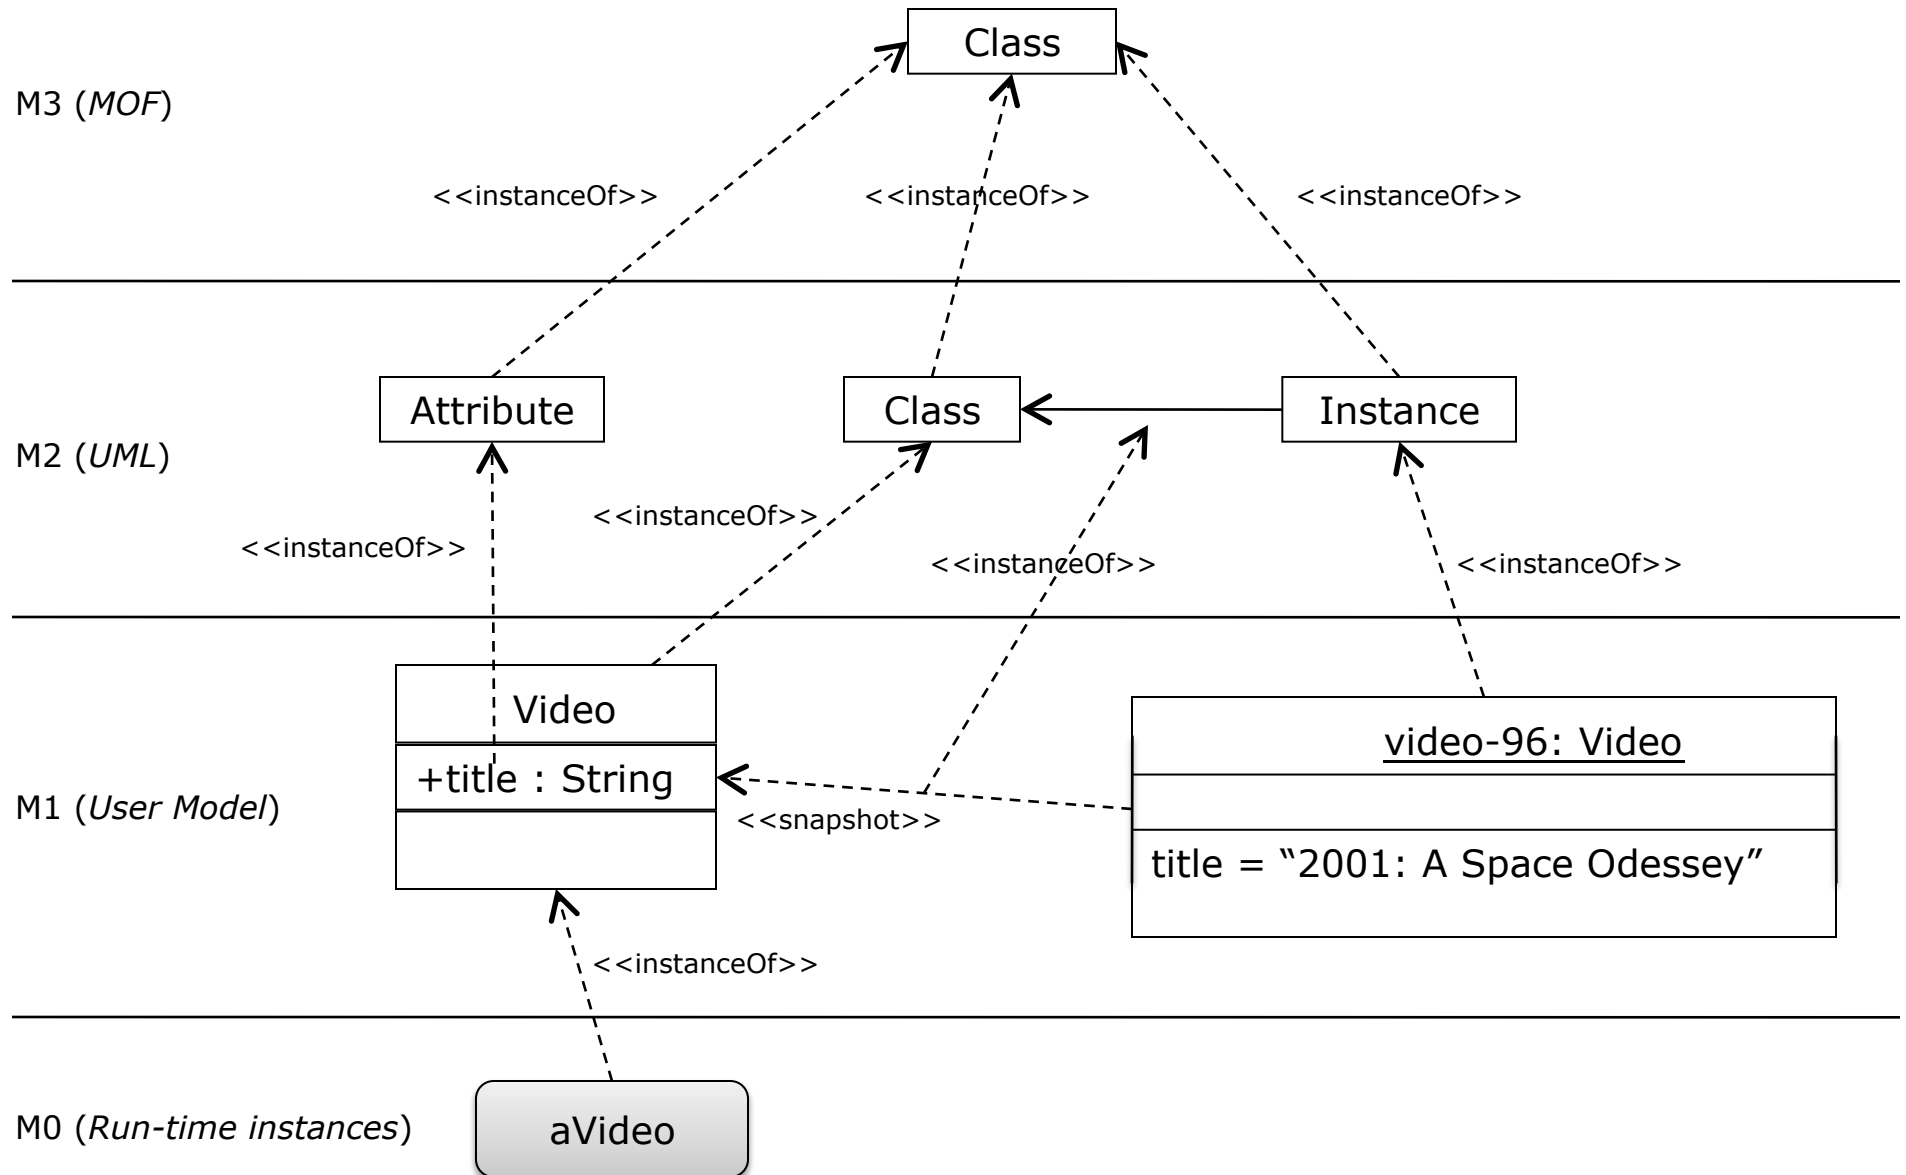 Class
M3 (MOF)
<<instanceOf>>
<<instanceOf>>
<<instanceOf>>
Attribute
Class
Instance
M2 (UML)
<<instanceOf>>
<<instanceOf>>
<<instanceOf>>
<<instanceOf>>
Video
+title : String
video-96: Video
M1 (User Model)
<<snapshot>>
title = “2001: A Space Odessey”
<<instanceOf>>
M0 (Run-time instances)
aVideo